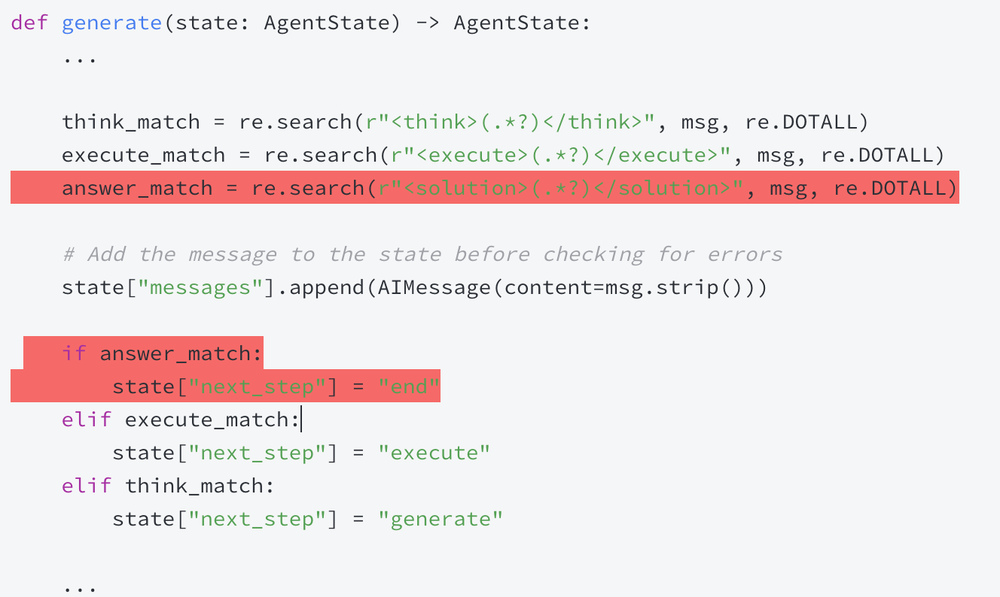 def generate(state: AgentState) -> AgentState:
    ...
    think_match = re.search(r"<think>(.*?)</think>", msg, re.DOTALL)
    execute_match = re.search(r"<execute>(.*?)</execute>", msg, re.DOTALL)
    answer_match = re.search(r"<solution>(.*?)</solution>", msg, re.DOTALL)
    # Add the message to the state before checking for errors
    state["messages"].append(AIMessage(content=msg.strip()))
    if answer_match:
        state["next_step"] = "end"
    elif execute_match:
        state["next_step"] = "execute"
    elif think_match:
        state["next_step"] = "generate"
    ...